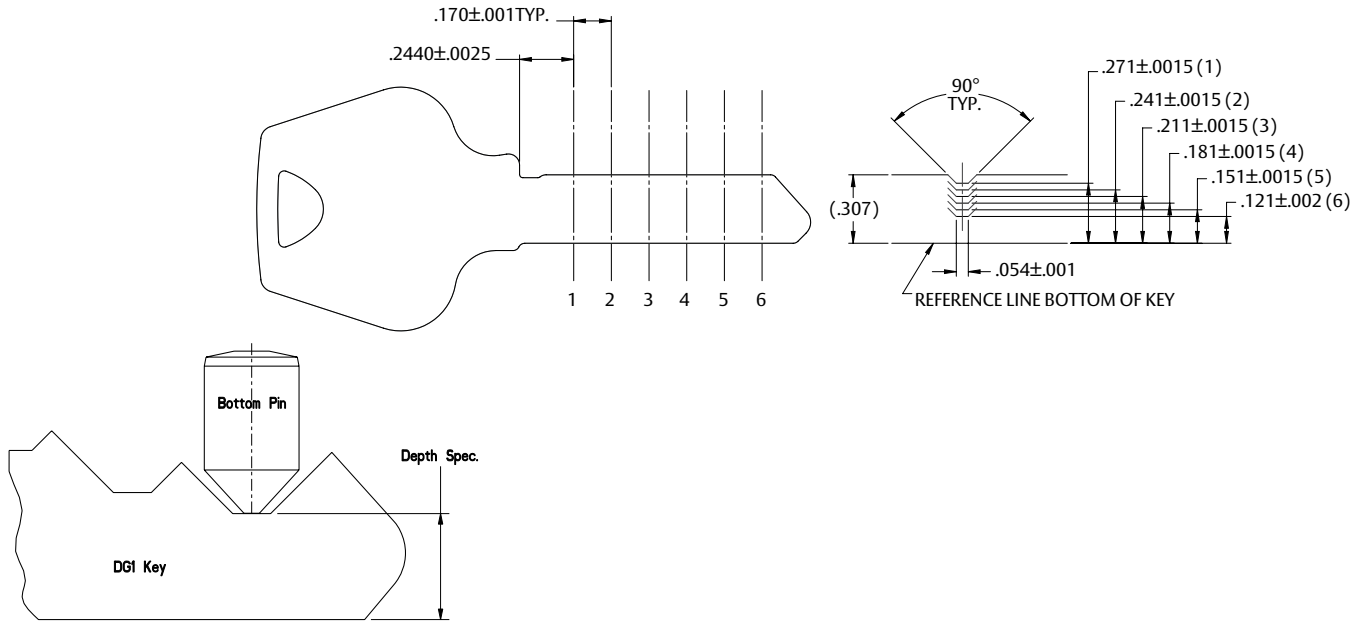 .170±.001TYP.
.2440±.0025
1 2 3 4 5 6
90°
TYP.
.271±.0015 (1)
.241±.0015 (2)
.211±.0015 (3)
.181±.0015 (4)
.151±.0015 (5)
.121±.002 (6)
(.307)
.054±.001
REFERENCE LINE BOTTOM OF KEY
Bottom Pin
Depth Spec.
DG1 Key